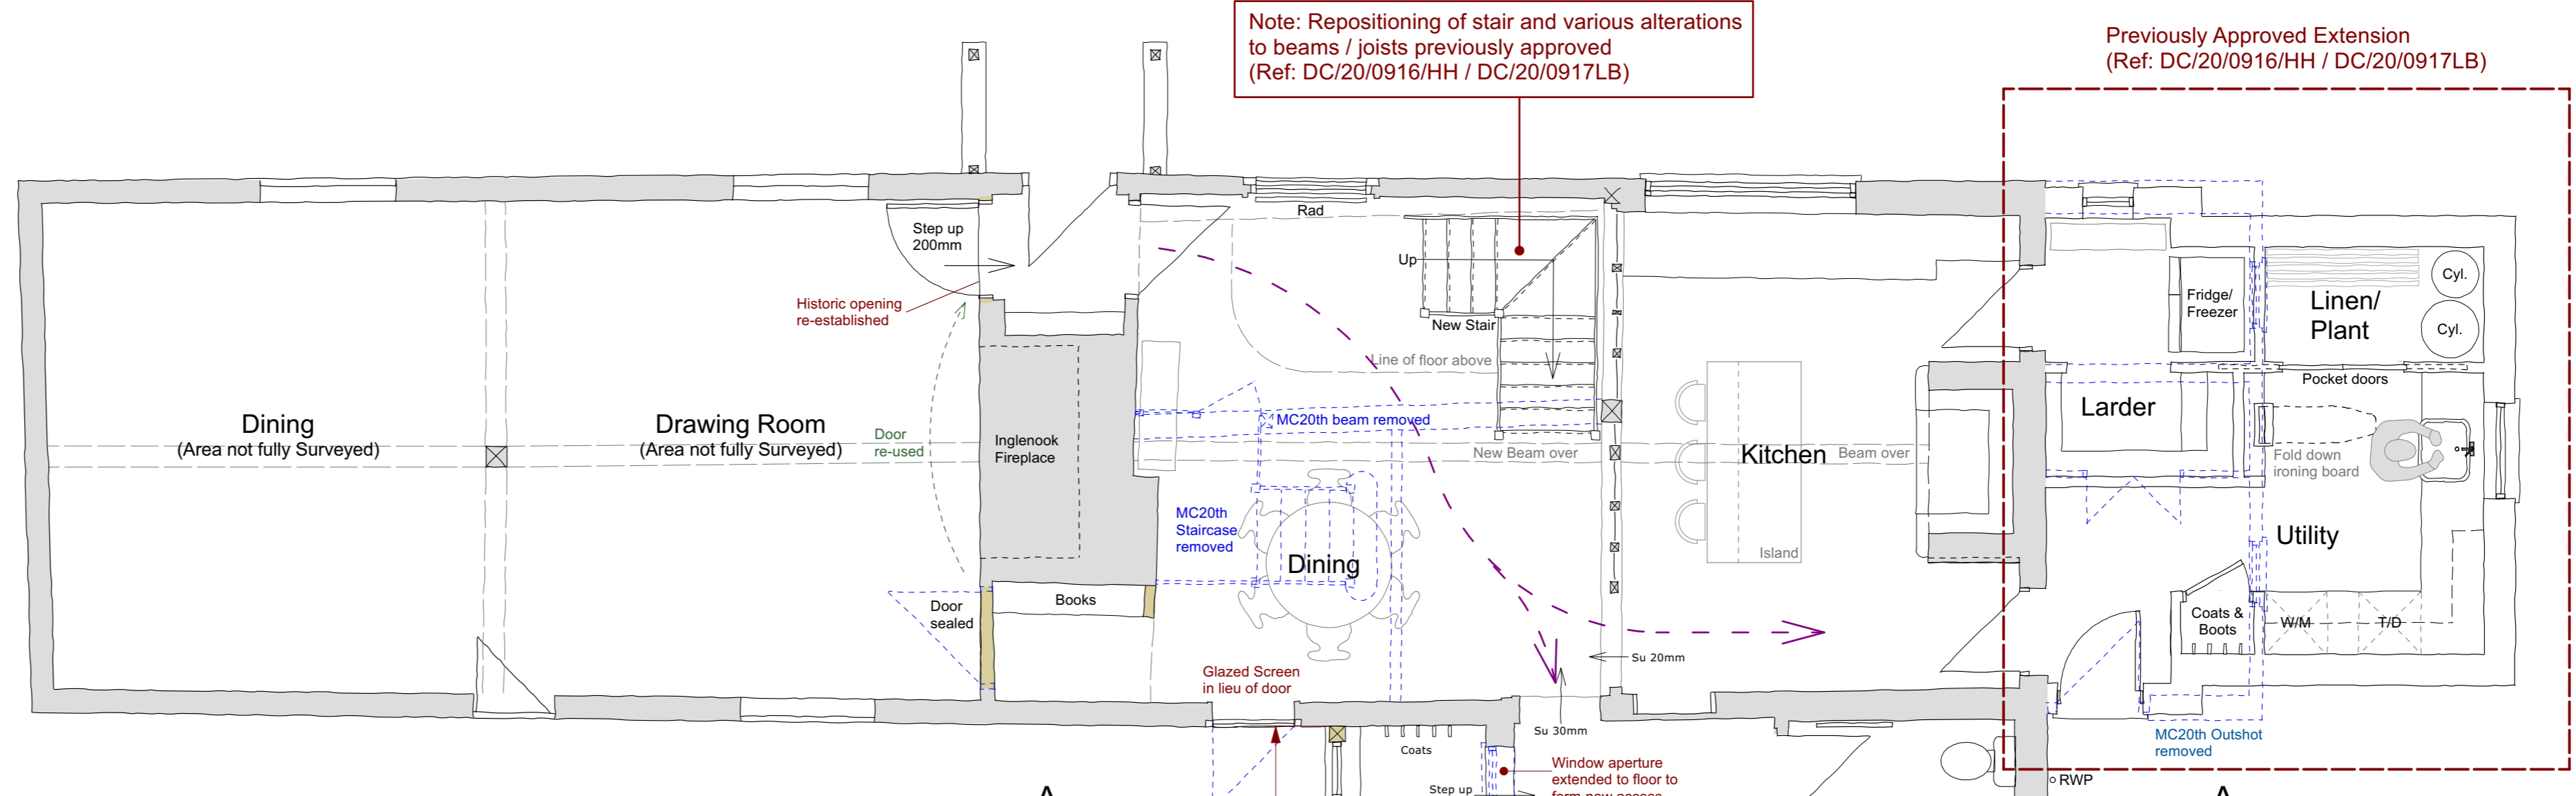 Note: Repositioning of stair and various alterations
to beams / joists previously approved
(Ref: DC/20/0916/HH / DC/20/0917LB)
Previously Approved Extension
(Ref: DC/20/0916/HH / DC/20/0917LB)
Step up
200mm
Historic opening
re-established
Rad
Up
New Stair
Line of floor above
Fridge/
Freezer
Linen/
Plant
Cyl.
Cyl.
Pocket doors
Larder
Dining
(Area not fully Surveyed)
Drawing Room
(Area not fully Surveyed)
Door
re-used
Inglenook
Fireplace
MC20th beam removed
New Beam over
Kitchen
Beam over
Fold down
ironing board
MC20th
Staircase
removed
Dining
Island
Utility
Door
sealed
Books
Coats &
Boots
W/M
T/D
Su 20mm
Glazed Screen
in lieu of door
Su 30mm
Coats
MC20th Outshot
removed
Window aperture
extended to floor to
form new access
Step up
RWP
A
A